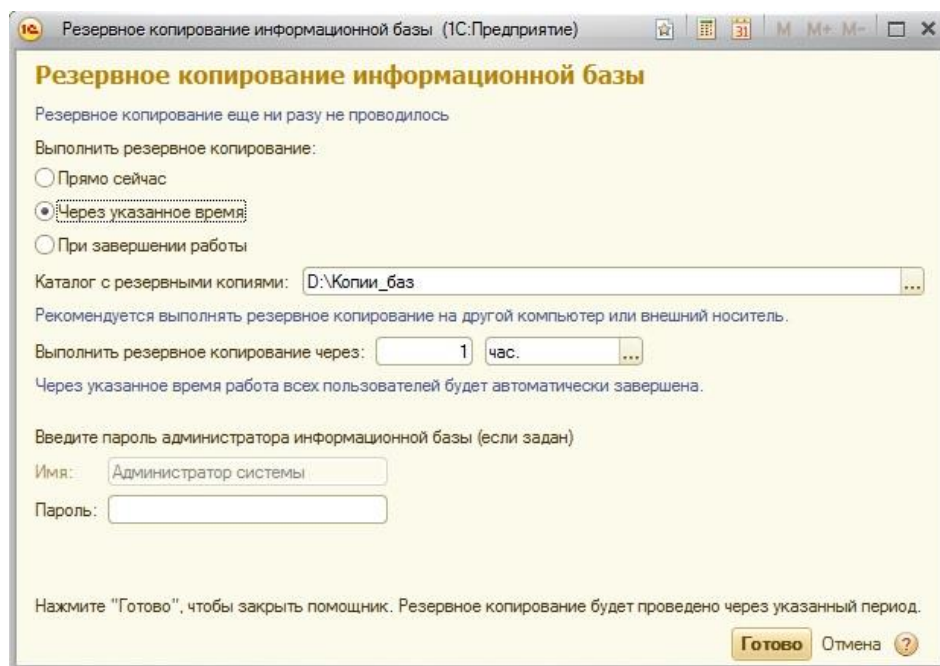 1С Резервное копирование информационной базы (1С:Предприятие) 31 M M+ M-
Резервное копирование информационной базы
Резервное копирование еще ни разу не проводилось
Выполнить резервное копирование:
Прямо сейчас
Через указанное время
При завершении работы
Каталог с резервными копиями: D:\Копии_баз ...
Рекомендуется выполнять резервное копирование на другой компьютер или внешний носитель.
Выполнить резервное копирование через: 1 час. ...
Через указанное время работа всех пользователей будет автоматически завершена.
Введите пароль администратора информационной базы (если задан)
Имя: Администратор системы
Пароль:
Нажмите "Готово", чтобы закрыть помощник. Резервное копирование будет проведено через указанный период.
Готово Отмена ?